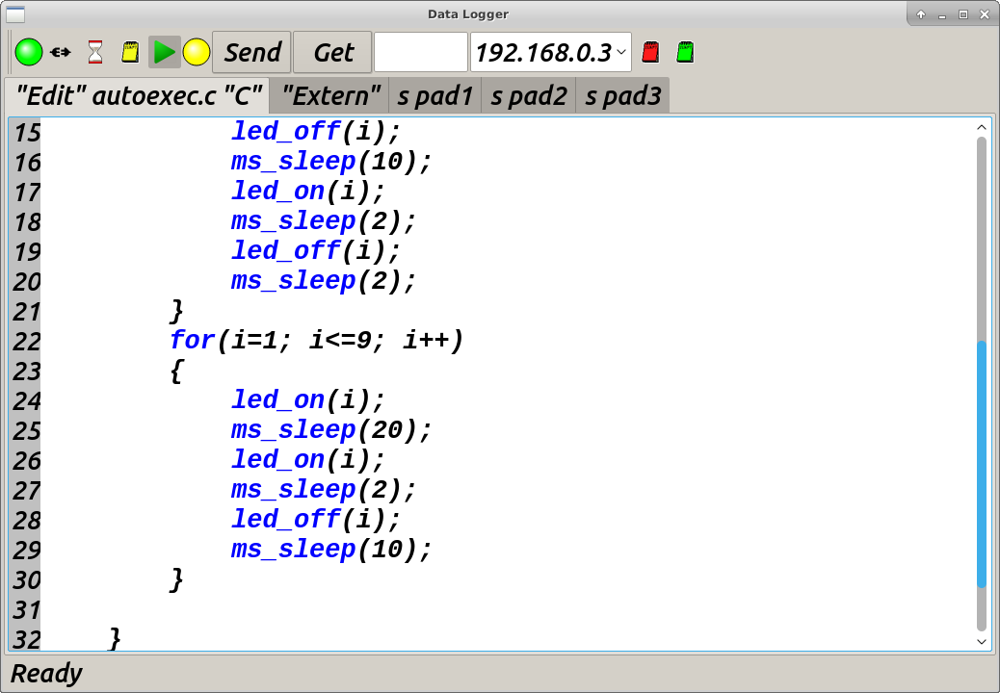 Data Logger
Send Get 192.168.0.3
"Edit" autoexec.c "C" "Extern" s pad1 s pad2 s pad3
15 led_off(i);
16 ms_sleep(10);
17 led_on(i);
18 ms_sleep(2);
19 led_off(i);
20 ms_sleep(2);
21 }
22 for(i=1; i<=9; i++)
23 {
24 led_on(i);
25 ms_sleep(20);
26 led_on(i);
27 ms_sleep(2);
28 led_off(i);
29 ms_sleep(10);
30 }
31
32 }
Ready